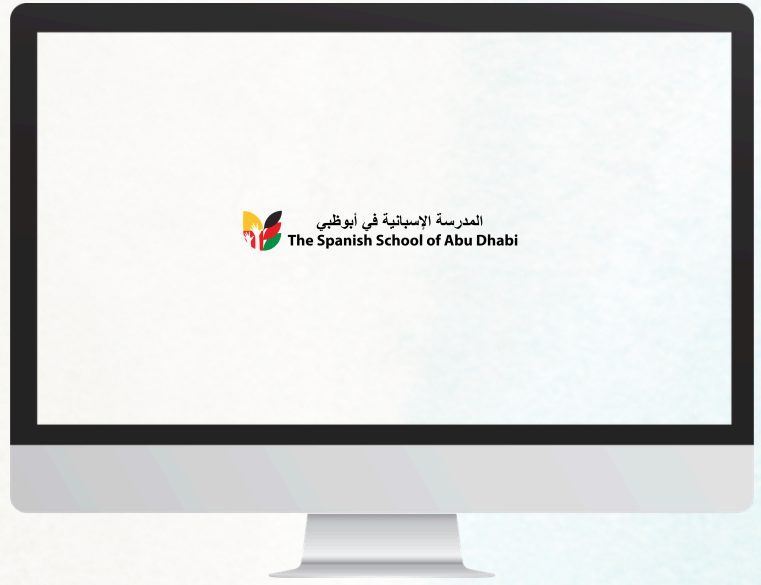 المدرسة الإسبانية في أبوظبي
The Spanish School of Abu Dhabi